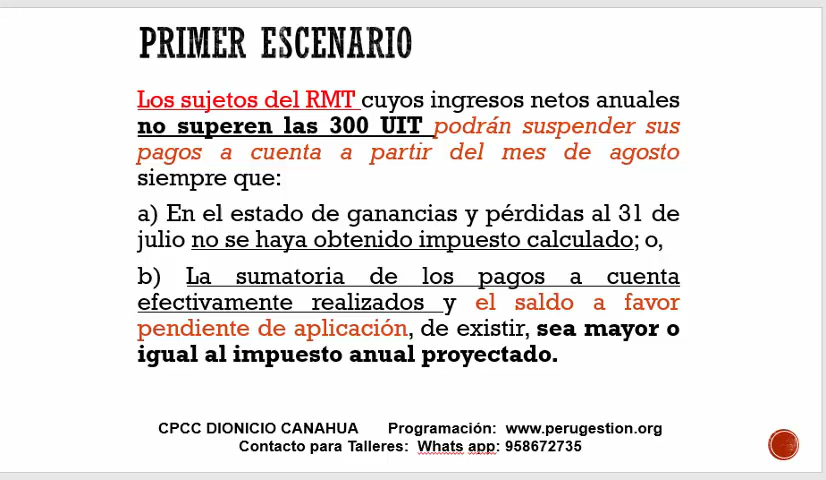 PRIMER ESCENARIO
Los sujetos del RMT cuyos ingresos netos anuales
no superen las 300 UIT podrán suspender sus
pagos a cuenta a partir del mes de agosto
siempre que:
a) En el estado de ganancias y pérdidas al 31 de
julio no se haya obtenido impuesto calculado; o,
b) La sumatoria de los pagos a cuenta
efectivamente realizados y el saldo a favor
pendiente de aplicación, de existir, sea mayor o
igual al impuesto anual proyectado.
CPCC DIONICIO CANAHUA Programación: www.perugestion.org
Contacto para Talleres: Whats app: 958672735